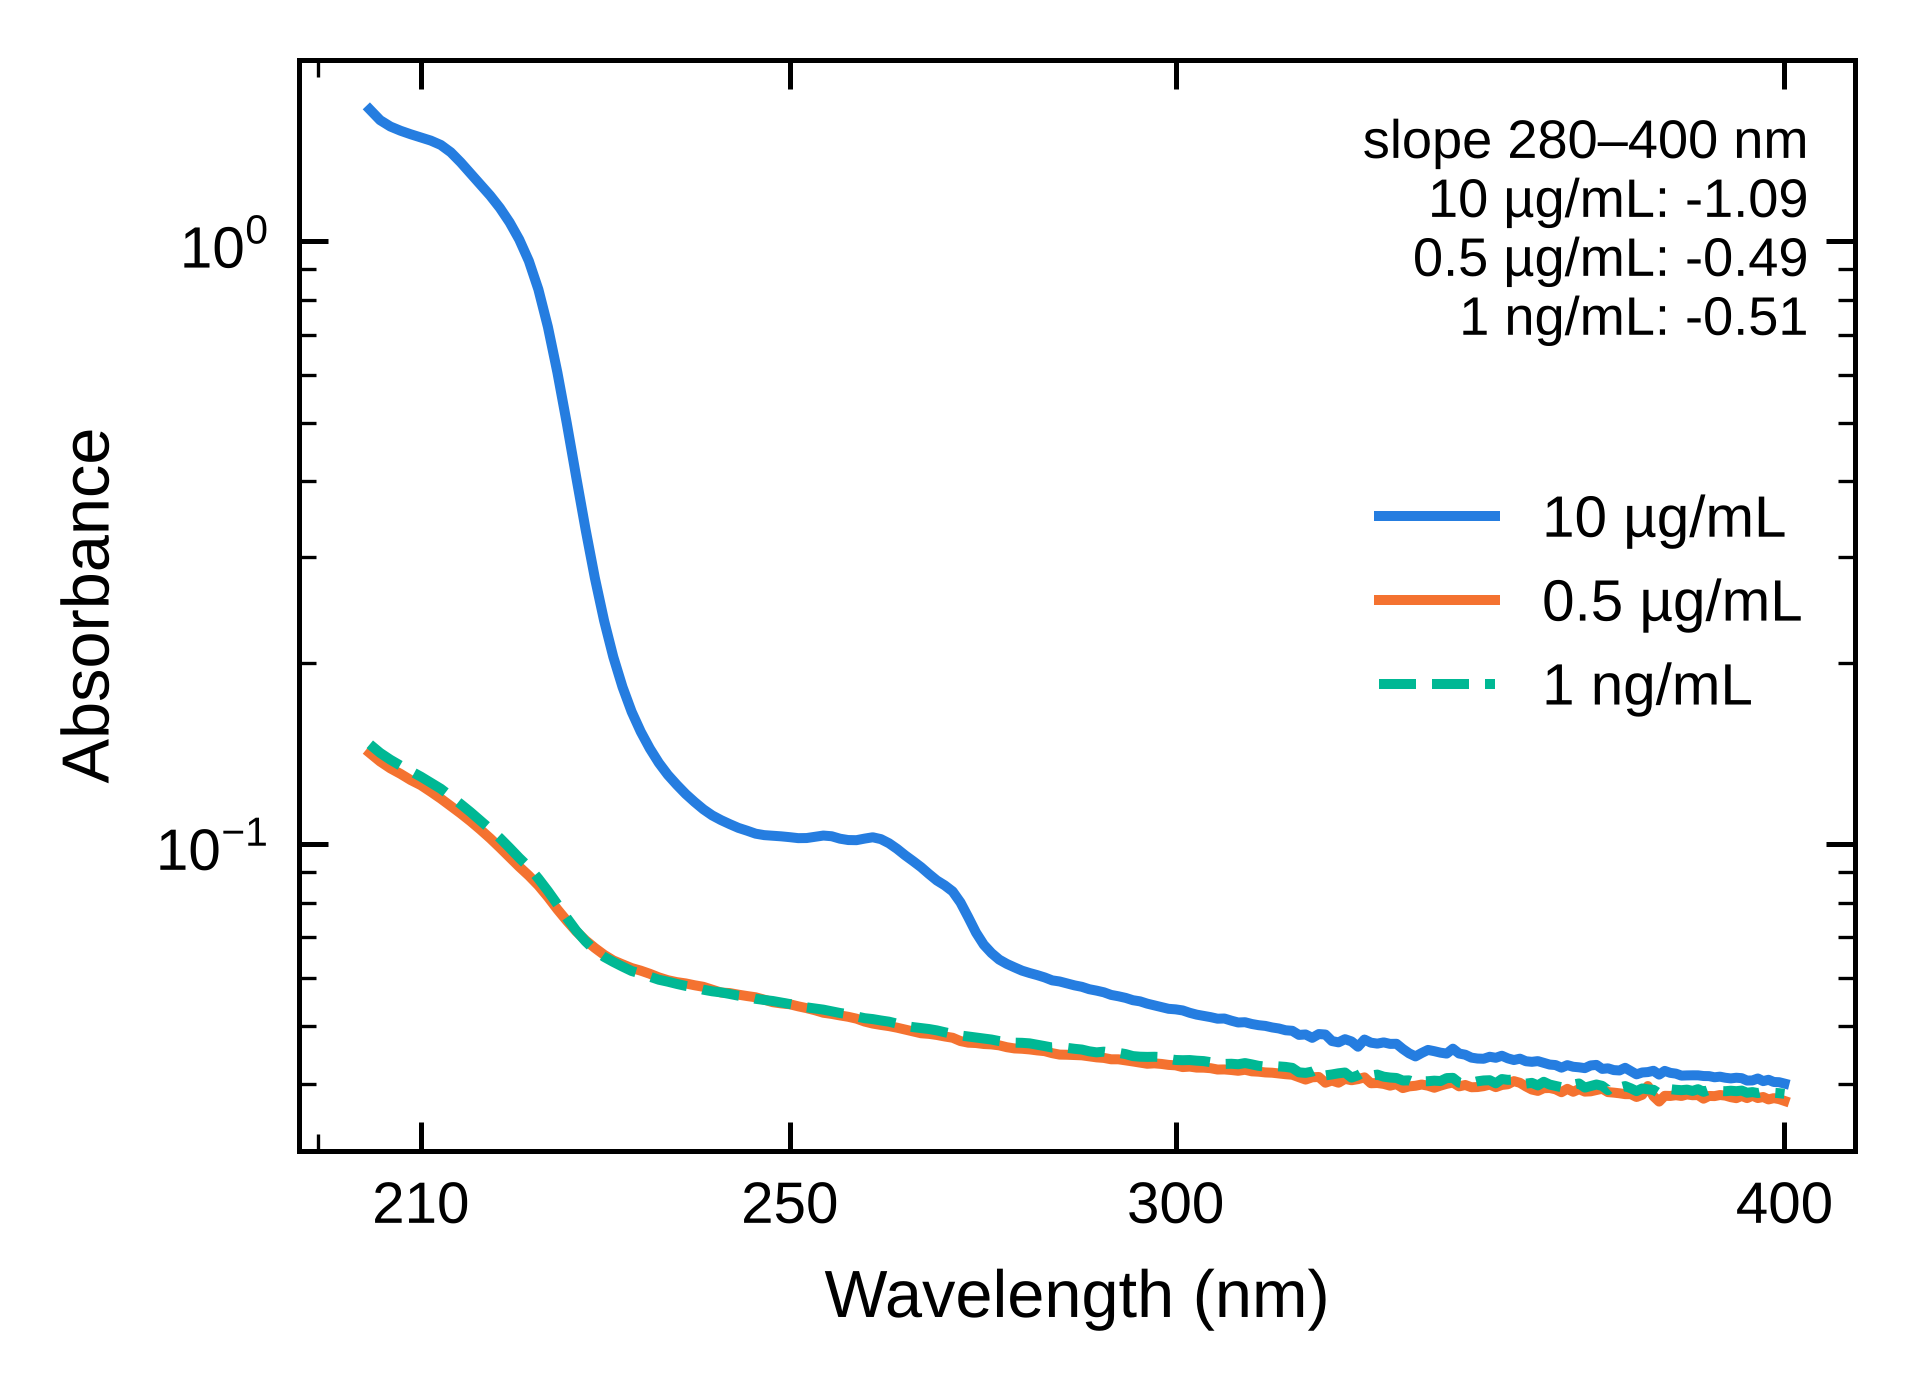 slope 280–400 nm
10 µg/mL: -1.09
0.5 µg/mL: -0.49
1 ng/mL: -0.51
10⁰
10 µg/mL
0.5 µg/mL
1 ng/mL
Absorbance
10⁻¹
210 250 300 400
Wavelength (nm)